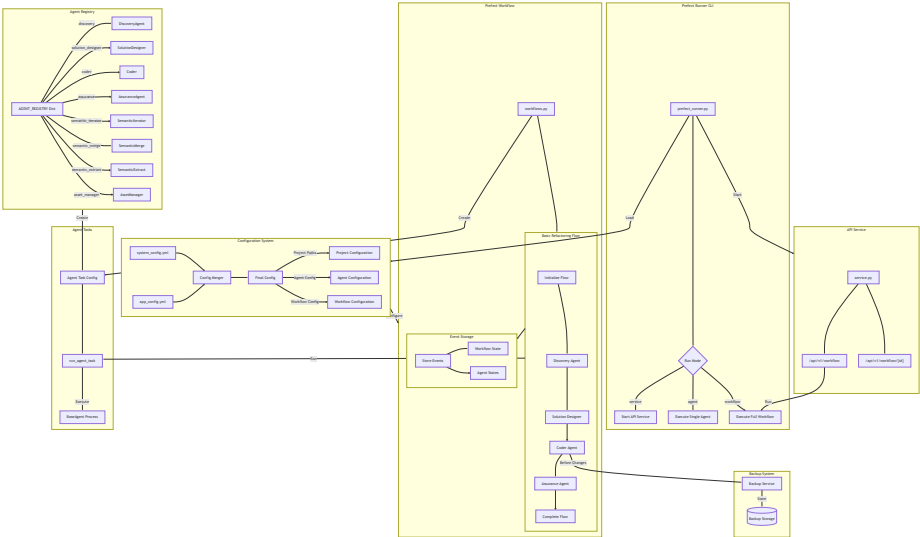 Agent Registry
discovery
DiscoveryAgent
solution_designer
SolutionDesigner
coder
Coder
AGENT_REGISTRY Dict
assurance
AssuranceAgent
semantic_iterator
SemanticIterator
semantic_merge
SemanticMerge
semantic_extract
SemanticExtract
asset_manager
AssetManager
Create
Agent Tasks
Agent Task Config
run_agent_task
Execute
BaseAgent Process
Configuration System
system_config.yml
app_config.yml
Config Merger
Final Config
Project Paths
Agent Config
Workflow Config
Project Configuration
Agent Configuration
Workflow Configuration
Prefect Workflow
workflows.py
Create
Event Storage
Store Events
Workflow State
Agent States
Basic Refactoring Flow
Initialize Flow
Discovery Agent
Solution Designer
Coder Agent
Before Changes
Assurance Agent
Complete Flow
Prefect Runner CLI
prefect_runner.py
Load
Start
Run Mode
service
agent
workflow
Start API Service
Execute Single Agent
Execute Full Workflow
Run
API Service
service.py
/api/v1/workflow
/api/v1/workflow/{id}
Backup System
Backup Service
Save
Backup Storage